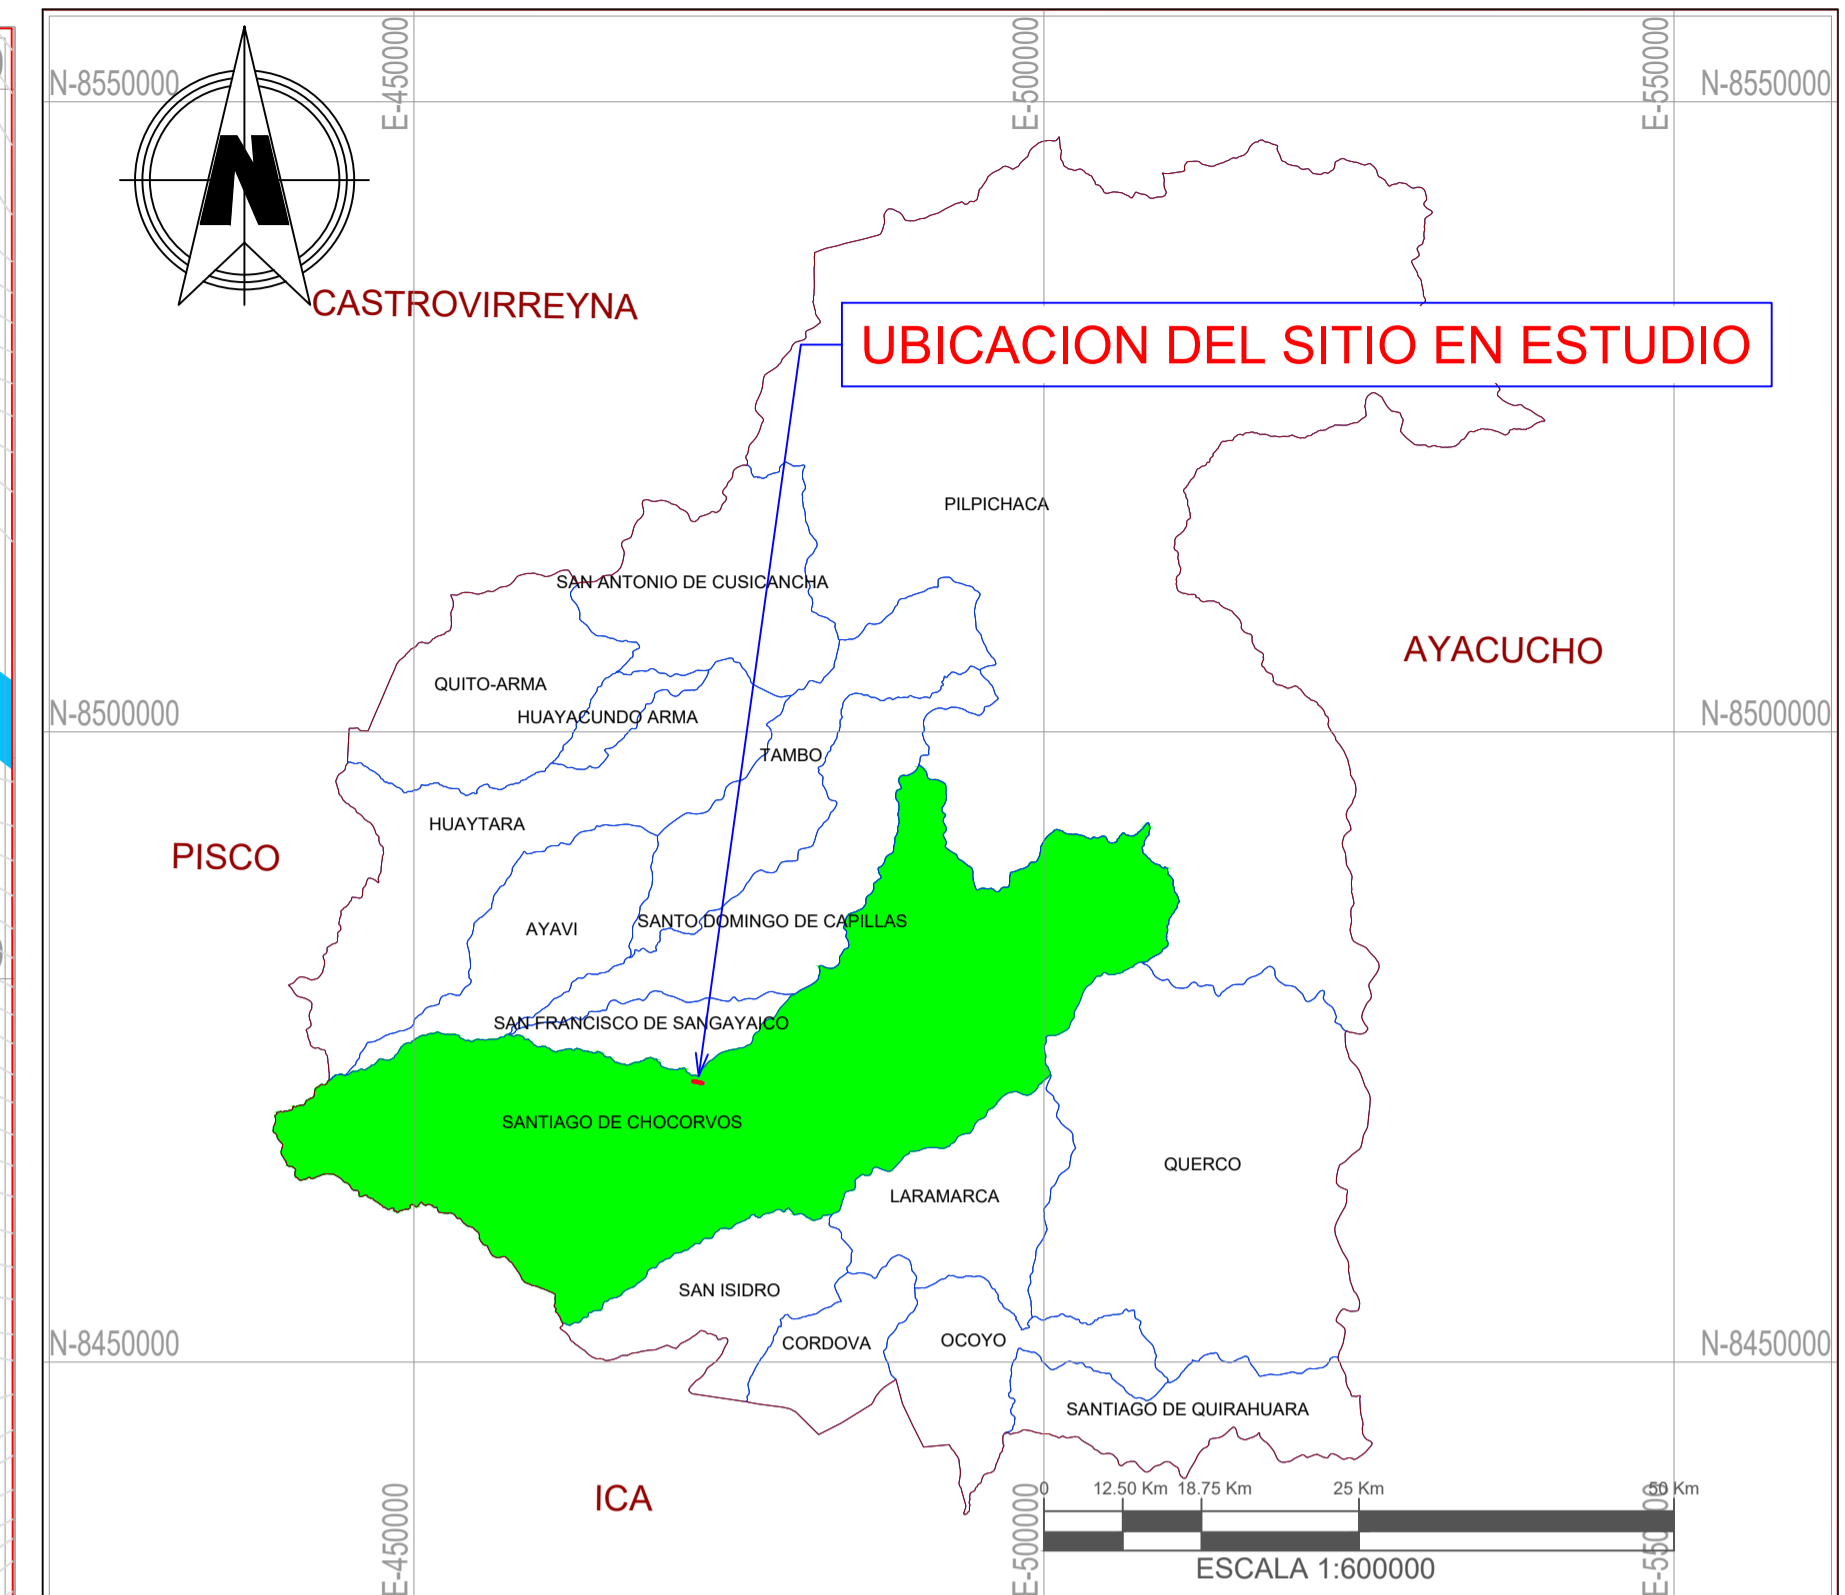 E-450000
E-500000
E-550000
N-8550000
N-8550000
N
CASTROVIRREYNA
UBICACION DEL SITIO EN ESTUDIO
PILPICHACA
SAN ANTONIO DE CUSICANCHA
AYACUCHO
QUITO-ARMA
HUAYACUNDO ARMA
N-8500000
N-8500000
TAMBO
HUAYTARA
PISCO
AYAVI
SANTO DOMINGO DE CAPILLAS
SAN FRANCISCO DE SANGAYAICO
SANTIAGO DE CHOCORVOS
QUERCO
LARAMARCA
SAN ISIDRO
CORDOVA
OCOYO
N-8450000
N-8450000
SANTIAGO DE QUIRAHUARA
ICA
0 12.50 Km 18.75 Km 25 Km 50 Km
E-450000
E-500000
E-550000
ESCALA 1:600000